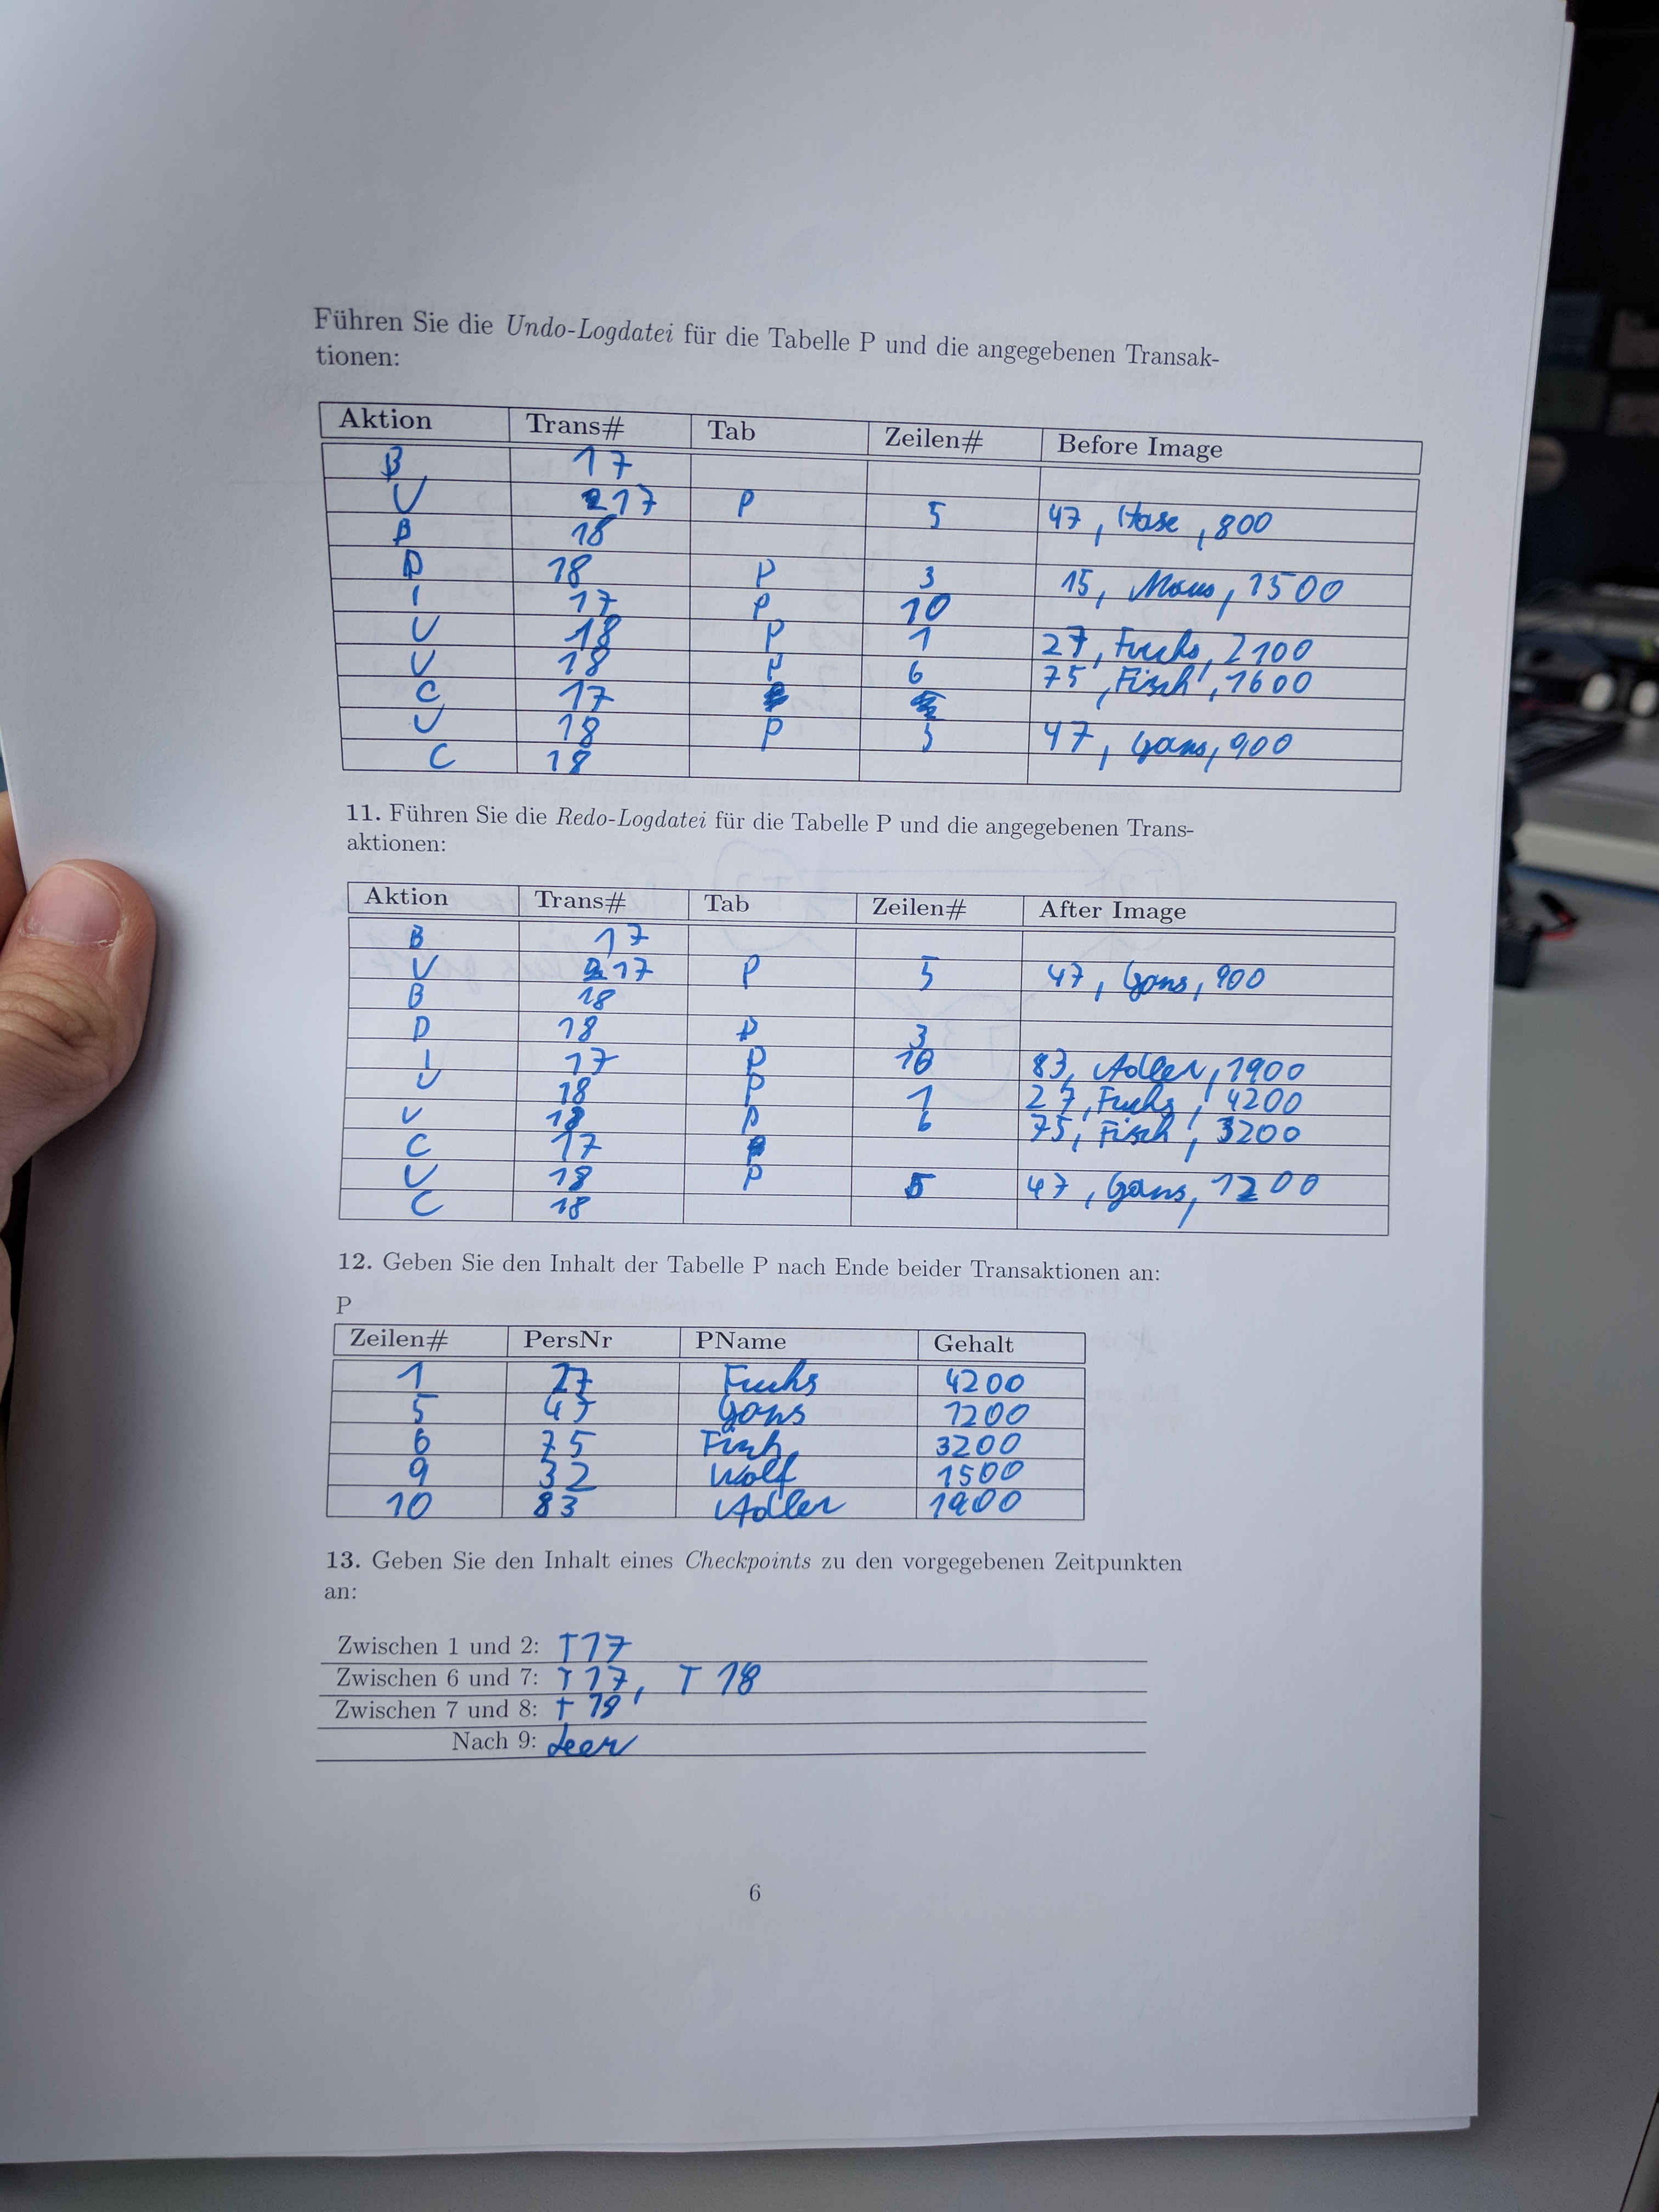 Führen Sie die Undo-Logdatei für die Tabelle P und die angegebenen Transak-
tionen:
Aktion Trans# Tab Zeilen# Before Image
B 17
U 17 P 5 47, Hase, 800
B 18
D 18 P 3 15, Maus, 1500
I 17 P 10
U 18 P 1 27, Fuchs, 2100
U 18 P 6 75, Fisch, 1600
C 17
U 18 P 5 47, Gans, 900
C 18
11. Führen Sie die Redo-Logdatei für die Tabelle P und die angegebenen Trans-
aktionen:
Aktion Trans# Tab Zeilen# After Image
B 17
U 17 P 5 47, Gans, 900
B 18
D 18 P 3
I 17 P 10 83, Adler, 1900
U 18 P 1 27, Fuchs, 4200
U 18 P 6 75, Fisch, 3200
C 17
U 18 P 5 47, Gans, 1200
C 18
12. Geben Sie den Inhalt der Tabelle P nach Ende beider Transaktionen an:
P
Zeilen# PersNr PName Gehalt
1 27 Fuchs 4200
5 47 Gans 1200
6 75 Fisch 3200
9 32 Wolf 1500
10 83 Adler 1900
13. Geben Sie den Inhalt eines Checkpoints zu den vorgegebenen Zeitpunkten
an:
Zwischen 1 und 2: T17
Zwischen 6 und 7: T17, T18
Zwischen 7 und 8: T18
Nach 9: Leer
6